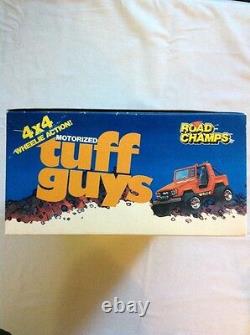 4x4
WHEELIE ACTION!
MOTORIZED
tuff
guys
ROAD
CHAMPS